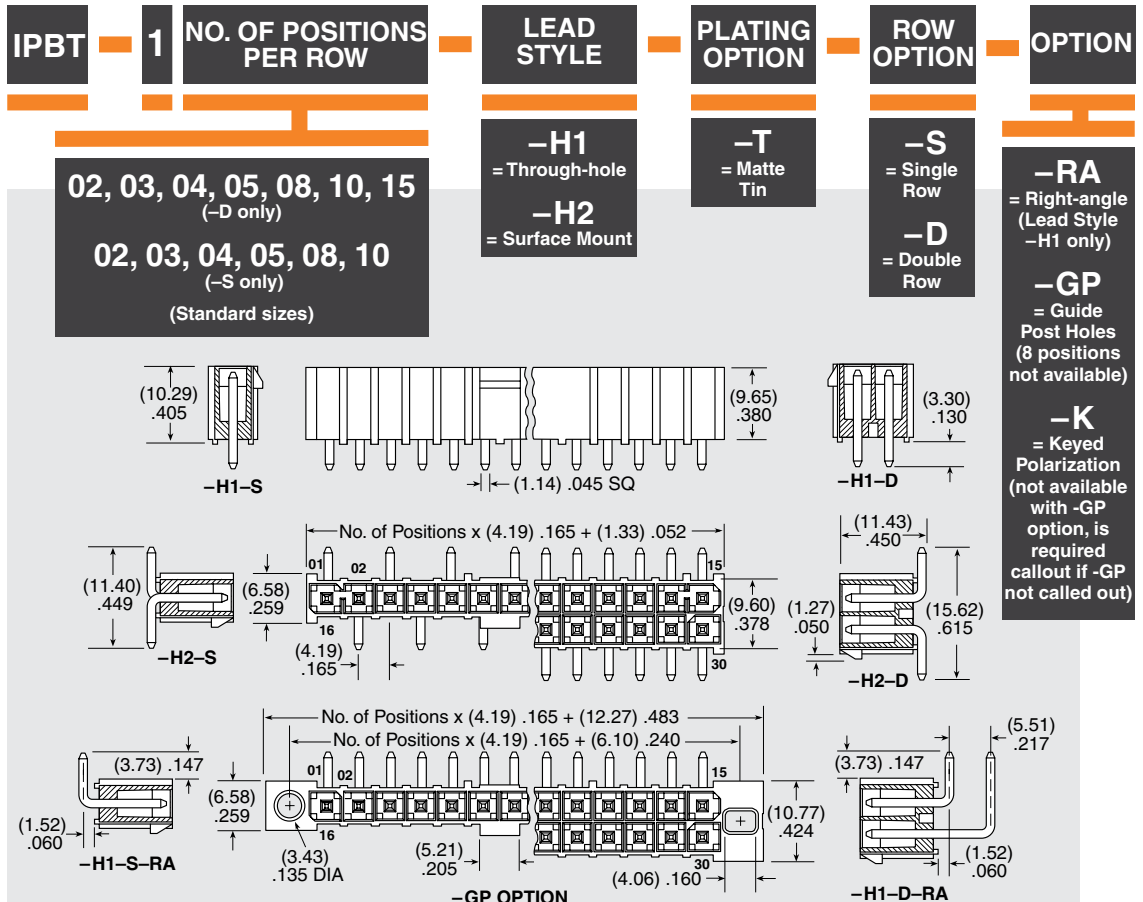 IPBT
1
NO. OF POSITIONS
PER ROW
LEAD
STYLE
PLATING
OPTION
ROW
OPTION
OPTION
02, 03, 04, 05, 08, 10, 15
(–D only)
02, 03, 04, 05, 08, 10
(–S only)
(Standard sizes)
–H1
= Through-hole
–H2
= Surface Mount
–T
= Matte
Tin
–S
= Single
Row
–D
= Double
Row
–RA
= Right-angle
(Lead Style
–H1 only)
–GP
= Guide
Post Holes
(8 positions
not available)
–K
= Keyed
Polarization
(not available
with -GP
option, is
required
callout if -GP
not called out)
(10.29)
.405
–H1–S
(9.65)
.380
(1.14) .045 SQ
(3.30)
.130
–H1–D
(11.40)
.449
–H2–S
No. of Positions x (4.19) .165 + (1.33) .052
01
02
15
(6.58)
.259
16
(4.19)
.165
30
(9.60)
.378
(11.43)
.450
(1.27)
.050
(15.62)
.615
–H2–D
(3.73) .147
(1.52)
.060
–H1–S–RA
No. of Positions x (4.19) .165 + (12.27) .483
No. of Positions x (4.19) .165 + (6.10) .240
01
02
15
(6.58)
.259
16
(3.43)
.135 DIA
(5.21)
.205
30
(4.06) .160
(10.77)
.424
–GP OPTION
(5.51)
.217
(3.73) .147
(1.52)
.060
–H1–D–RA